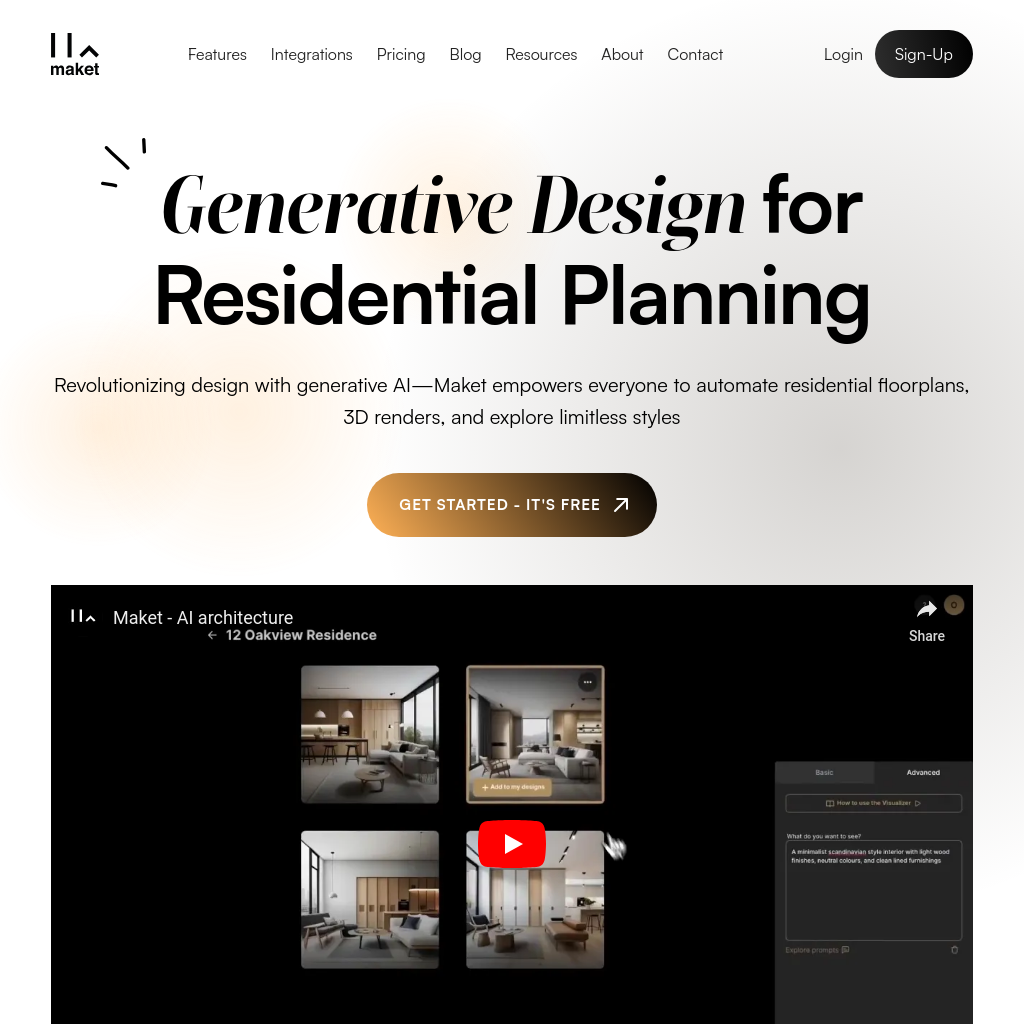 maket
Features Integrations Pricing Blog Resources About Contact
Login Sign-Up
Generative Design for
Residential Planning
Revolutionizing design with generative AI—Maket empowers everyone to automate residential floorplans,
3D renders, and explore limitless styles
GET STARTED - IT'S FREE
Maket - AI architecture
Share
12 Oakview Residence
Add to my designs
Basic Advanced
How to use the Visualizer
What do you want to see?
A minimalist scandinavian style interior with light wood
finishes, neutral colours, and clean lined furnishings
Explore prompts